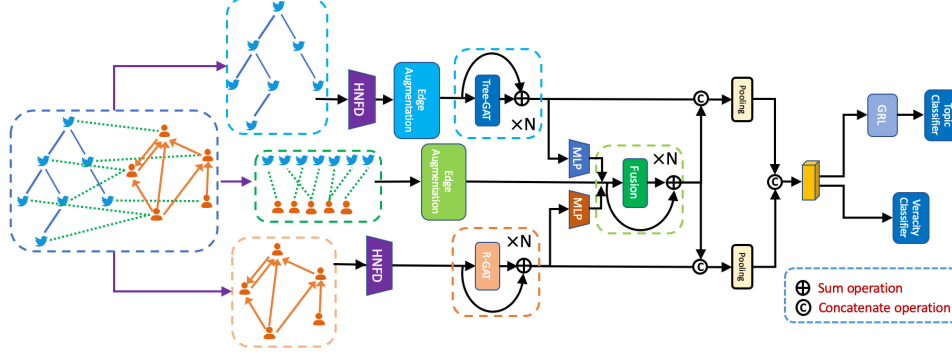 HNFD
Edge
Augmentation
Tree-GAT
×N
MLP
Edge
Augmentation
MLP
Fusion
×N
HNFD
R-GAT
×N
C
Pooling
C
Pooling
C
GRL
Topic
Classifier
Veracity
Classifier
Sum operation
C Concatenate operation